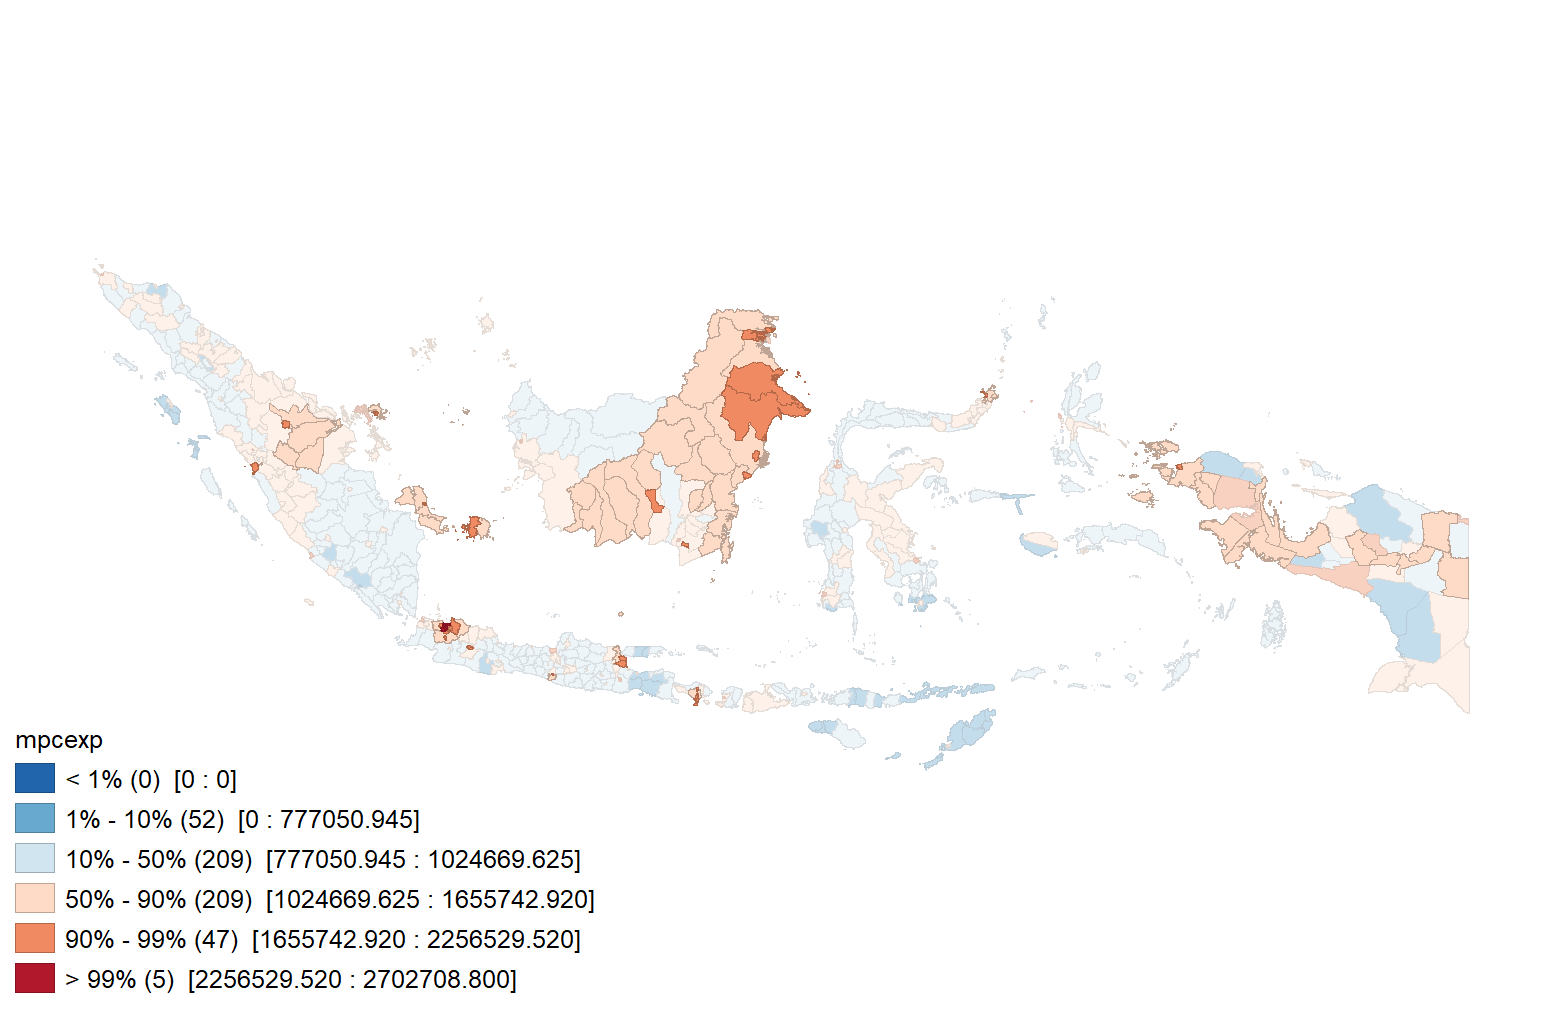 mpcexp
< 1% (0)  [0 : 0]
1% - 10% (52)  [0 : 777050.945]
10% - 50% (209)  [777050.945 : 1024669.625]
50% - 90% (209)  [1024669.625 : 1655742.920]
90% - 99% (47)  [1655742.920 : 2256529.520]
> 99% (5)  [2256529.520 : 2702708.800]